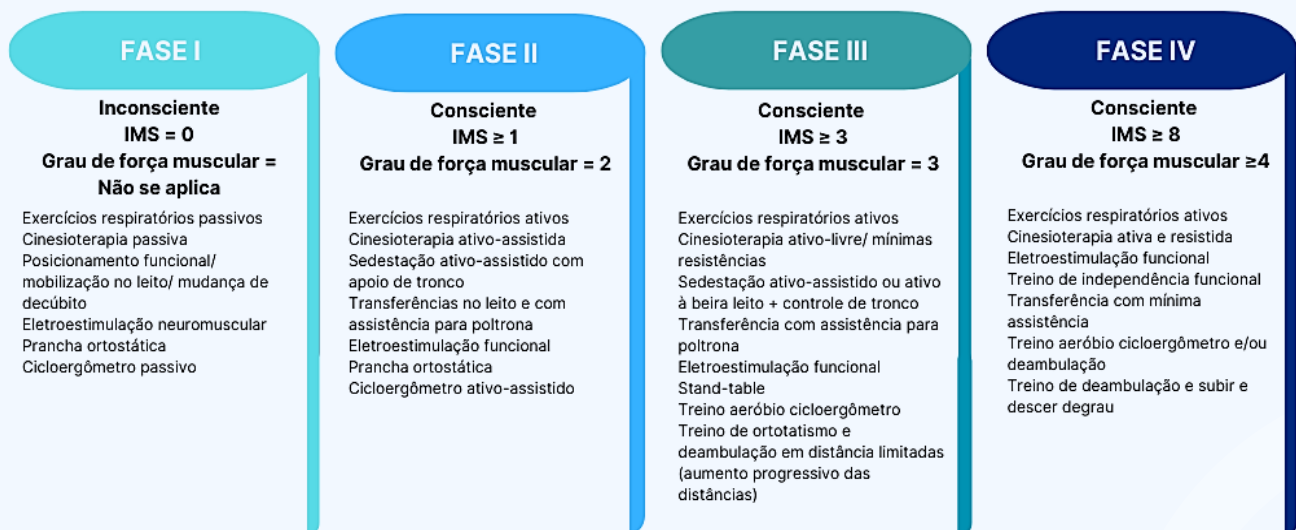 FASE I
Inconsciente
IMS = 0
Grau de força muscular =
Não se aplica
Exercícios respiratórios passivos
Cinesioterapia passiva
Posicionamento funcional/
mobilização no leito/ mudança de
decúbito
Eletroestimulação neuromuscular
Prancha ortostática
Cicloergômetro passivo
FASE II
Consciente
IMS ≥ 1
Grau de força muscular = 2
Exercícios respiratórios ativos
Cinesioterapia ativo-assistida
Sedestação ativo-assistido com
apoio de tronco
Transferências no leito e com
assistência para poltrona
Eletroestimulação funcional
Prancha ortostática
Cicloergômetro ativo-assistido
FASE III
Consciente
IMS ≥ 3
Grau de força muscular = 3
Exercícios respiratórios ativos
Cinesioterapia ativo-livre/ mínimas
resistências
Sedestação ativo-assistido ou ativo
à beira leito + controle de tronco
Transferência com assistência para
poltrona
Eletroestimulação funcional
Stand-table
Treino aeróbio cicloergômetro
Treino de ortotatismo e
deambulação em distância limitadas
(aumento progressivo das
distâncias)
FASE IV
Consciente
IMS ≥ 8
Grau de força muscular ≥4
Exercícios respiratórios ativos
Cinesioterapia ativa e resistida
Eletroestimulação funcional
Treino de independência funcional
Transferência com mínima
assistência
Treino aeróbio cicloergômetro e/ou
deambulação
Treino de deambulação e subir e
descer degrau